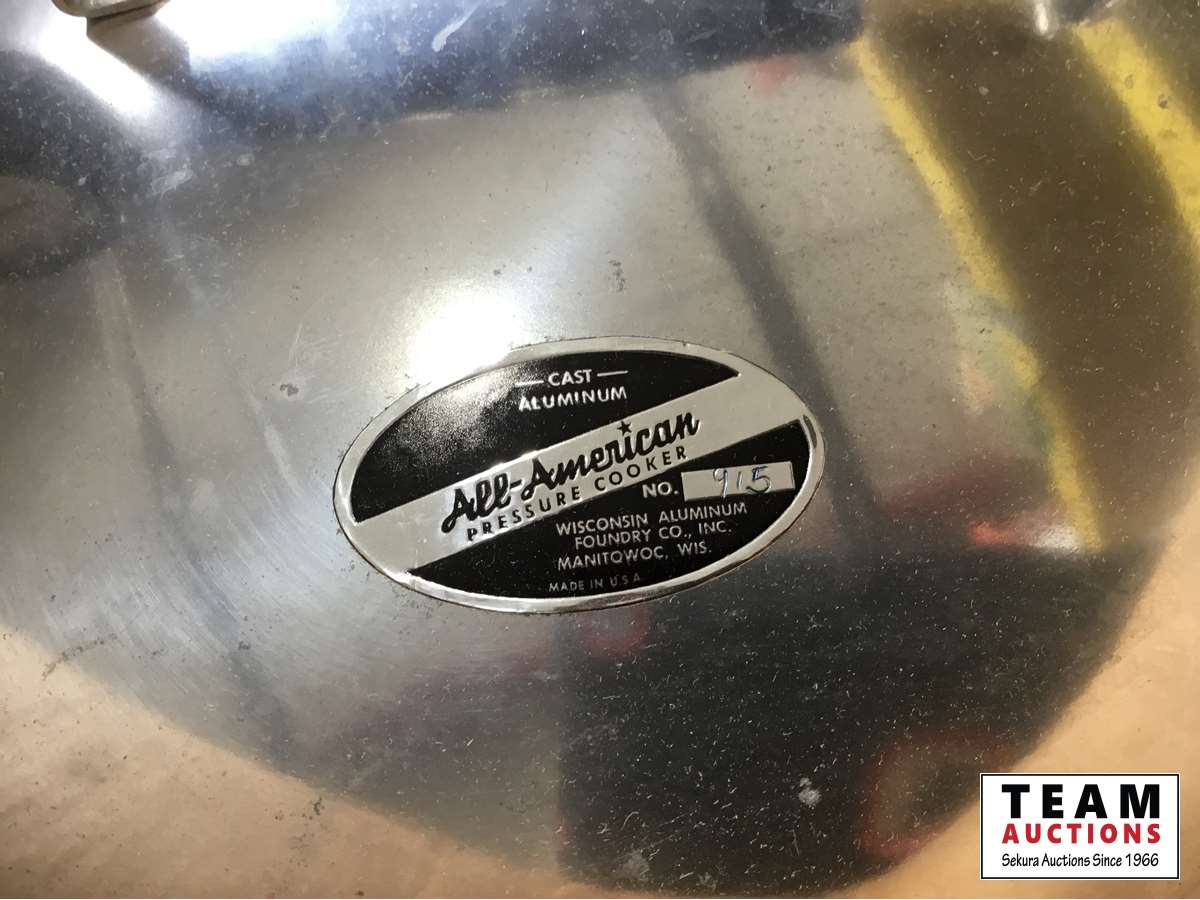 — CAST —
ALUMINUM
All-American
PRESSURE COOKER
NO. 915
WISCONSIN ALUMINUM
FOUNDRY CO., INC.
MANITOWOC, WIS.
MADE IN U.S.A.
TEAM
AUCTIONS
Sekura Auctions Since 1966